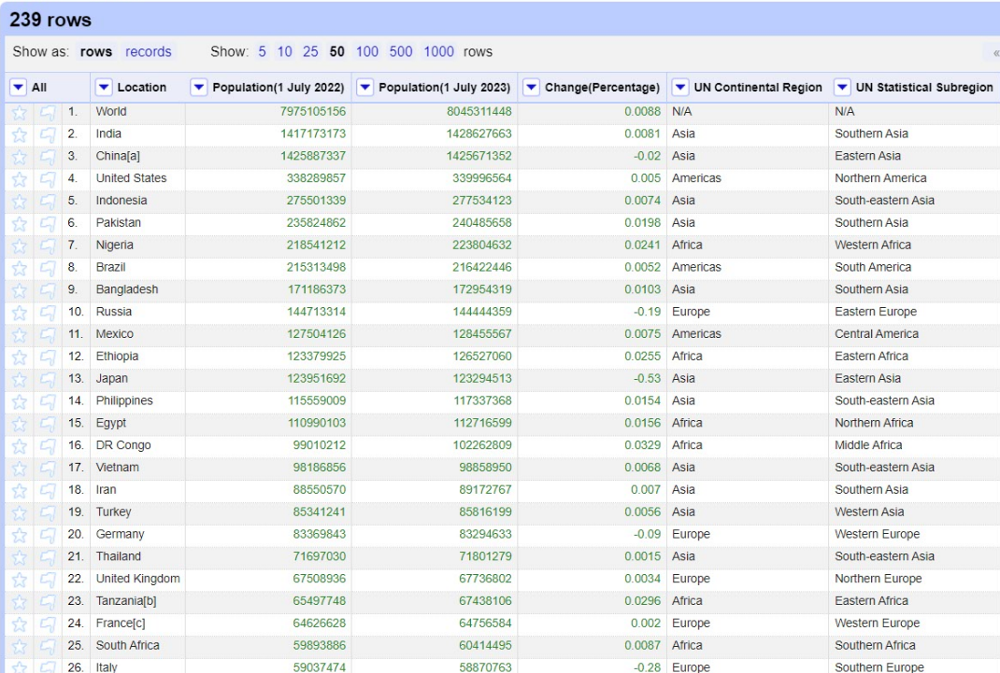 239 rows
Show as: rows records Show: 5 10 25 50 100 500 1000 rows «
All Location Population(1 July 2022) Population(1 July 2023) Change(Percentage) UN Continental Region UN Statistical Subregion
1. World 7975105156 8045311448 0.0088 N/A N/A
2. India 1417173173 1428627663 0.0081 Asia Southern Asia
3. China[a] 1425887337 1425671352 -0.02 Asia Eastern Asia
4. United States 338289857 339996564 0.005 Americas Northern America
5. Indonesia 275501339 277534123 0.0074 Asia South-eastern Asia
6. Pakistan 235824862 240485658 0.0198 Asia Southern Asia
7. Nigeria 218541212 223804632 0.0241 Africa Western Africa
8. Brazil 215313498 216422446 0.0052 Americas South America
9. Bangladesh 171186373 172954319 0.0103 Asia Southern Asia
10. Russia 144713314 144444359 -0.19 Europe Eastern Europe
11. Mexico 127504126 128455567 0.0075 Americas Central America
12. Ethiopia 123379925 126527060 0.0255 Africa Eastern Africa
13. Japan 123951692 123294513 -0.53 Asia Eastern Asia
14. Philippines 115559009 117337368 0.0154 Asia South-eastern Asia
15. Egypt 110990103 112716599 0.0156 Africa Northern Africa
16. DR Congo 99010212 102262809 0.0329 Africa Middle Africa
17. Vietnam 98186856 98858950 0.0068 Asia South-eastern Asia
18. Iran 88550570 89172767 0.007 Asia Southern Asia
19. Turkey 85341241 85816199 0.0056 Asia Western Asia
20. Germany 83369843 83294633 -0.09 Europe Western Europe
21. Thailand 71697030 71801279 0.0015 Asia South-eastern Asia
22. United Kingdom 67508936 67736802 0.0034 Europe Northern Europe
23. Tanzania[b] 65497748 67438106 0.0296 Africa Eastern Africa
24. France[c] 64626628 64756584 0.002 Europe Western Europe
25. South Africa 59893886 60414495 0.0087 Africa Southern Africa
26. Italy 59037474 58870763 -0.28 Europe Southern Europe